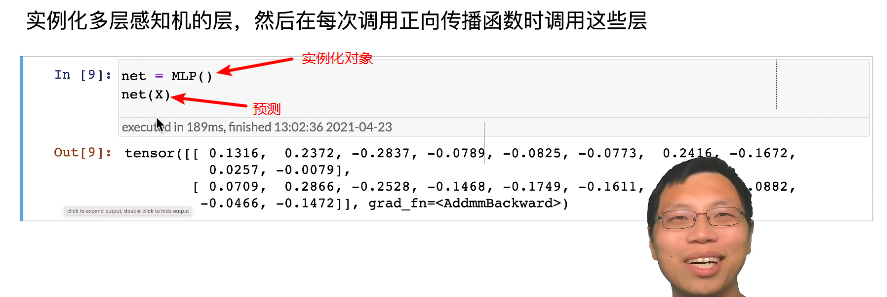 实例化多层感知机的层，然后在每次调用正向传播函数时调用这些层
In [9]: net = MLP() 实例化对象
net(X) 预测
executed in 189ms, finished 13:02:36 2021-04-23
Out[9]: tensor([[ 0.1316,  0.2372, -0.2837, -0.0789, -0.0825, -0.0773,  0.2416, -0.1672,
0.0257, -0.0079],
[ 0.0709,  0.2866, -0.2528, -0.1468, -0.1749, -0.1611, .0882,
-0.0466, -0.1472]], grad_fn=<AddmmBackward>)
click to expand output; double click to hide output